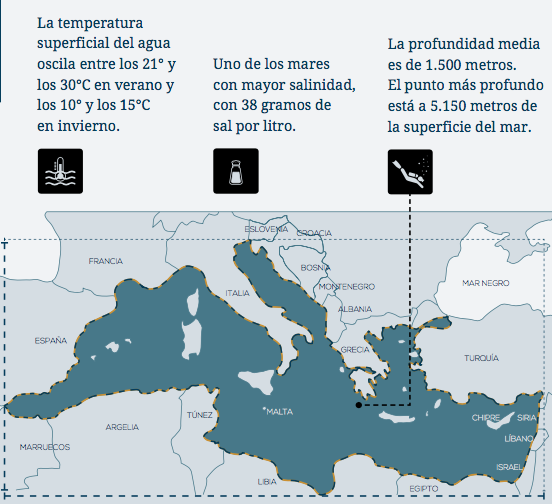 La temperatura
superficial del agua
oscila entre los 21° y
los 30°C en verano y
los 10° y los 15°C
en invierno.
Uno de los mares
con mayor salinidad,
con 38 gramos de
sal por litro.
La profundidad media
es de 1.500 metros.
El punto más profundo
está a 5.150 metros de
la superficie del mar.
ESLOVENIA
CROACIA
FRANCIA
BOSNIA
MAR NEGRO
MONTENEGRO
ITALIA
ALBANIA
ESPAÑA
GRECIA
TURQUÍA
MALTA
TÚNEZ
CHIPRE
SIRIA
ARGELIA
LÍBANO
MARRUECOS
ISRAEL
LIBIA
EGIPTO